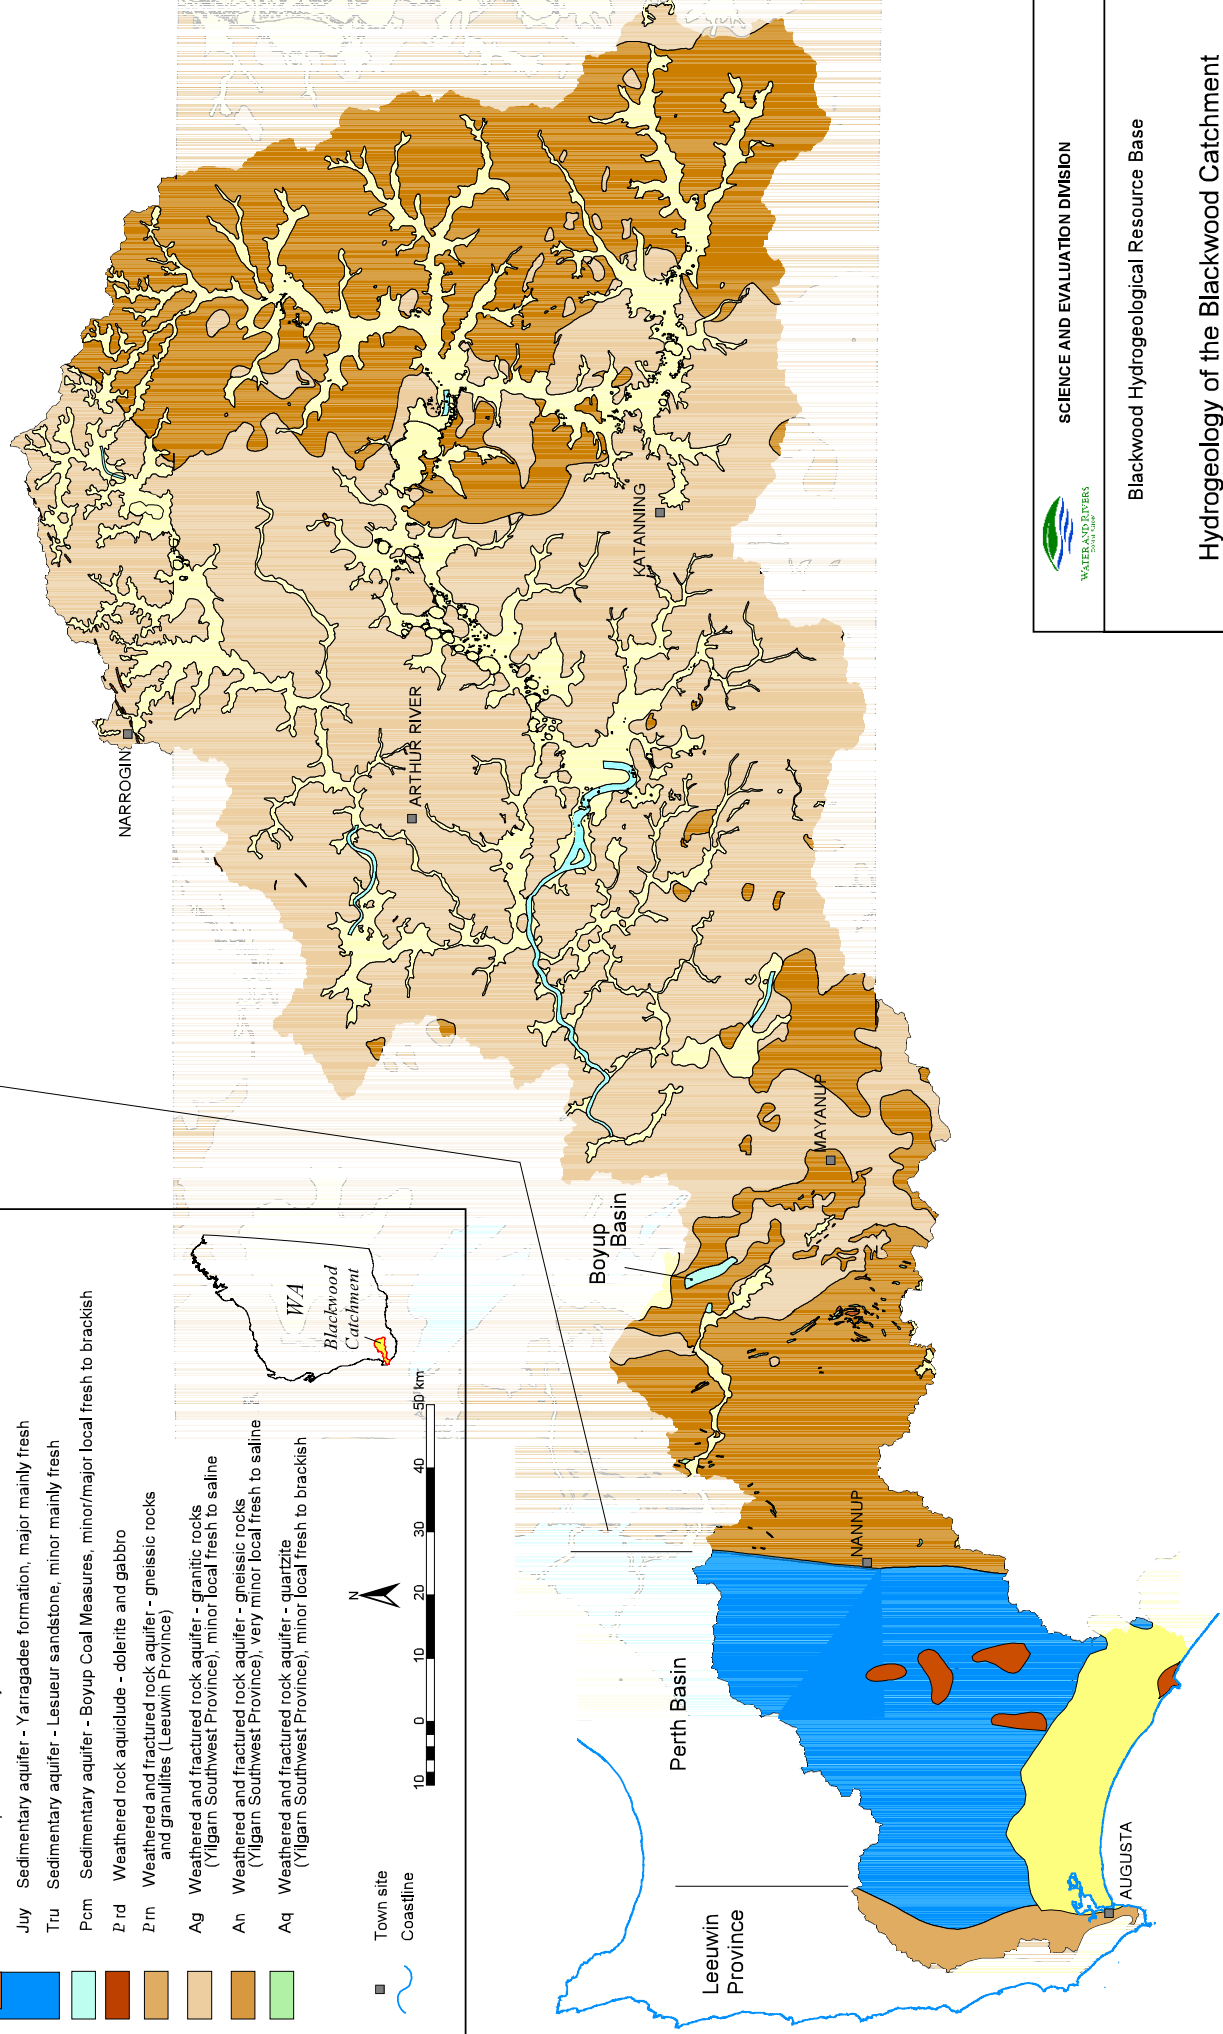 Juy Sedimentary aquifer - Yarragadee formation, major mainly fresh
Tru Sedimentary aquifer - Lesueur sandstone, minor mainly fresh
Pcm Sedimentary aquifer - Boyup Coal Measures, minor/major local fresh to brackish
rd Weathered rock aquiclude - dolerite and gabbro
rn Weathered and fractured rock aquifer - gneissic rocks
and granulites (Leeuwin Province)
Ag Weathered and fractured rock aquifer - granitic rocks
(Yilgarn Southwest Province), minor local fresh to saline
An Weathered and fractured rock aquifer - gneissic rocks
(Yilgarn Southwest Province), very minor local fresh to saline
Aq Weathered and fractured rock aquifer - quartzite
(Yilgarn Southwest Province), minor local fresh to brackish
Town site
Coastline
N
10 0 10 20 30 40 50 km
WA
Blackwood
Catchment
Leeuwin
Province
Perth Basin
Boyup
Basin
AUGUSTA
NANNUP
MAYANUP
NARROGIN
ARTHUR RIVER
KATANNING
WATER AND RIVERS
SCIENCE AND EVALUATION DIVISION
Blackwood Hydrogeological Resource Base
Hydrogeology of the Blackwood Catchment